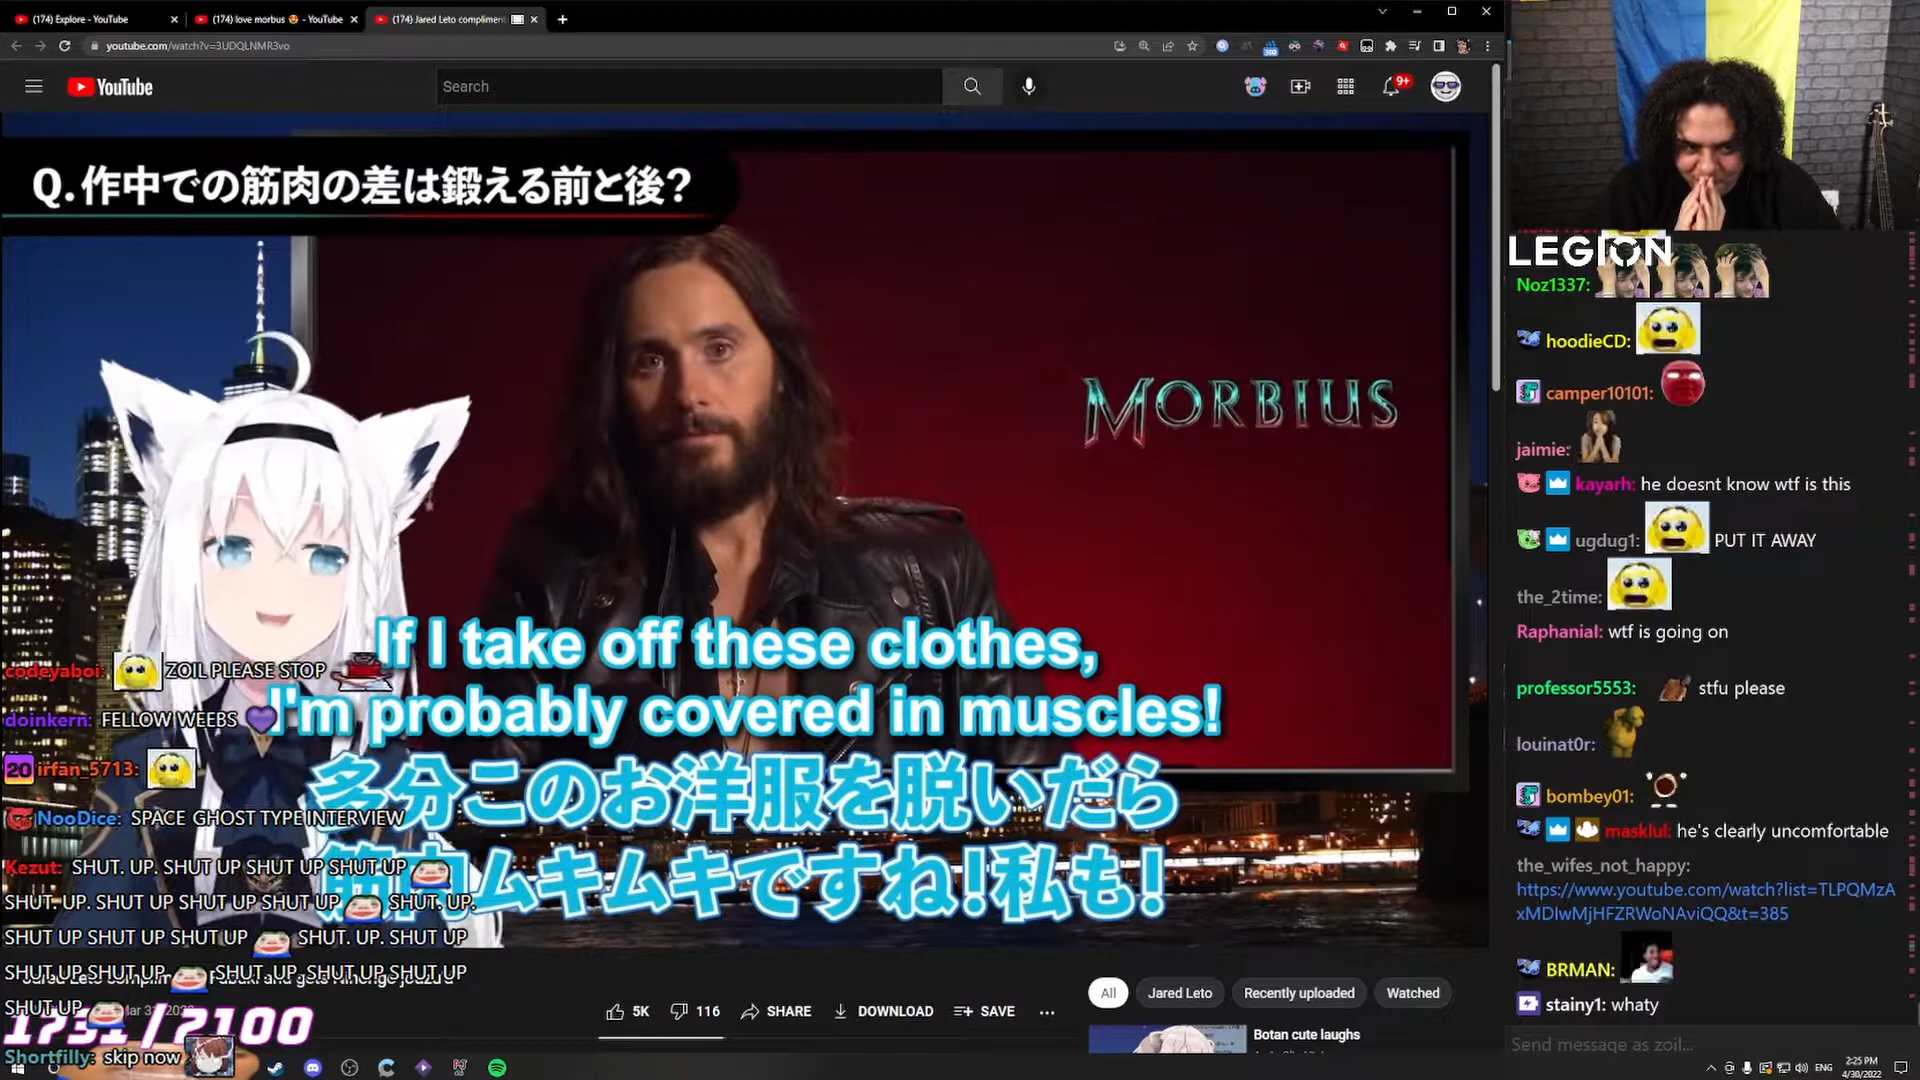 (174) Explore - YouTube
(174) love morbus 😍 - YouTube
(174) Jared Leto compliment
youtube.com/watch?v=3UDQLNMR3vo
YouTube
Search
9+
Q.作中での筋肉の差は鍛える前と後?
MORBIUS
If I take off these clothes,
I'm probably covered in muscles!
多分このお洋服を脱いだら
筋肉ムキムキですね!私も!
codeyaboi: ZOIL PLEASE STOP
doinkern: FELLOW WEEBS
20 irfan_5713:
NooDice: SPACE GHOST TYPE INTERVIEW
Kezut: SHUT. UP. SHUT UP SHUT UP SHUT UP
SHUT. UP. SHUT UP SHUT UP SHUT UP SHUT. UP.
SHUT UP SHUT UP SHUT UP SHUT. UP. SHUT UP
SHUT UP SHUT UP SHUT. UP. SHUT UP SHUT UP
SHUT UP
1731/2100
Shortfilly: skip now
5K
116
SHARE
DOWNLOAD
SAVE
All
Jared Leto
Recently uploaded
Watched
Botan cute laughs
LEGION
Noz1337:
hoodieCD:
camper10101:
jaimie:
kayarh: he doesnt know wtf is this
ugdug1: PUT IT AWAY
the_2time:
Raphanial: wtf is going on
professor5553: stfu please
louinat0r:
bombey01:
masklul: he's clearly uncomfortable
the_wifes_not_happy:
https://www.youtube.com/watch?list=TLPQMzA
xMDIwMjHFZRWoNAviQQ&t=385
BRMAN:
stainy1: whaty
Send message as zoil...
ENG
2:25 PM
4/30/2022